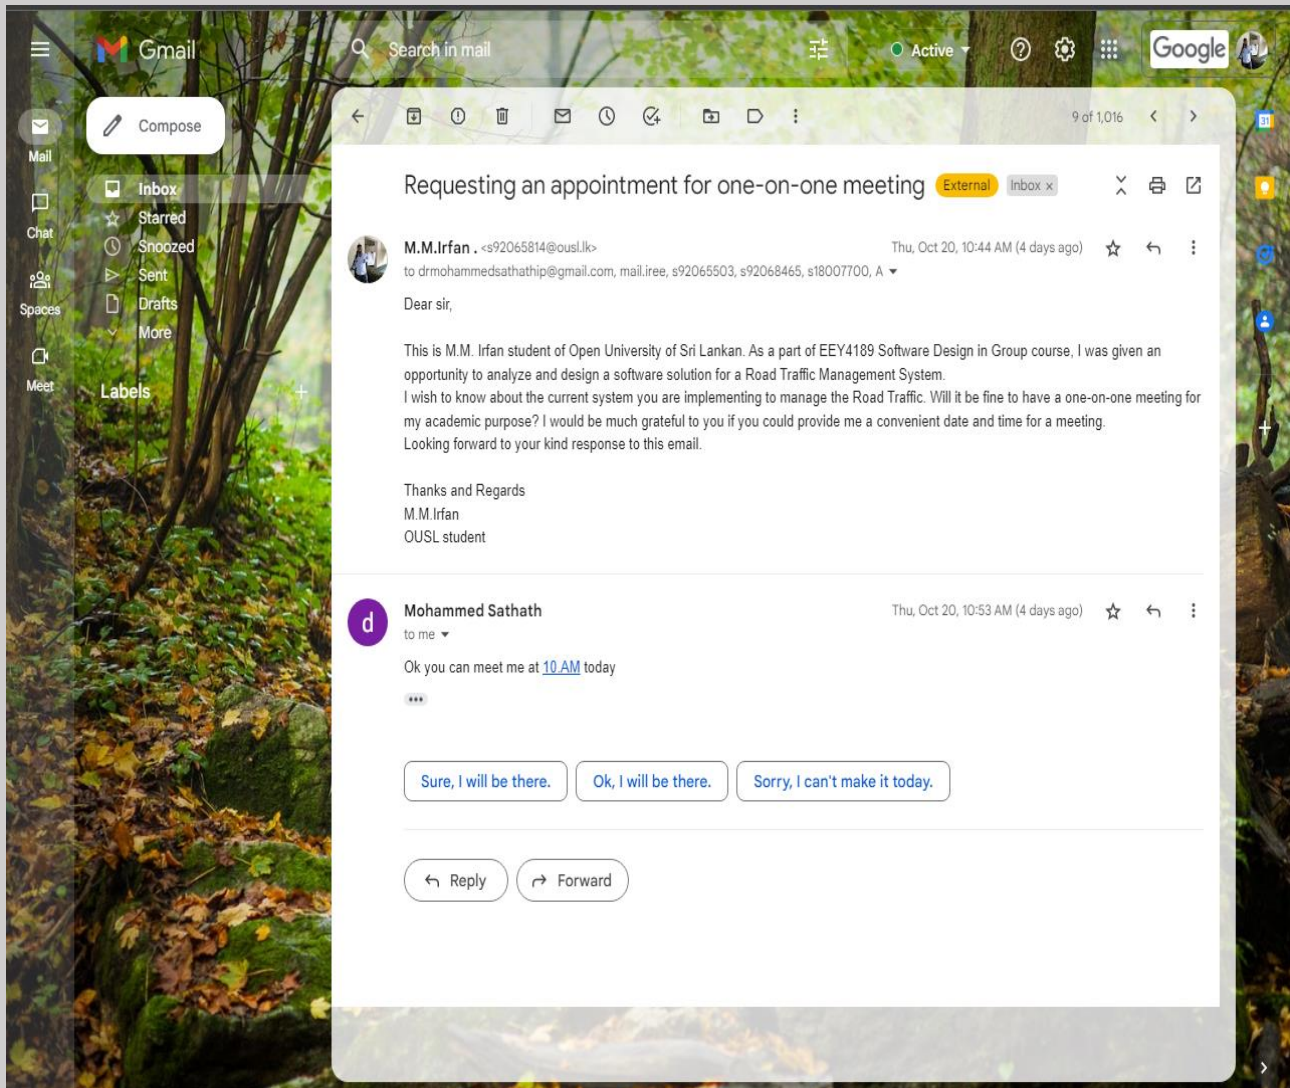 Gmail
Search in mail
Active
Google
Compose
Mail
Chat
Spaces
Meet
Inbox
Starred
Snoozed
Sent
Drafts
More
Labels
9 of 1,016
31
Requesting an appointment for one-on-one meeting External Inbox x
M.M.Irfan . <s92065814@ousl.lk> Thu, Oct 20, 10:44 AM (4 days ago)
to drmohammedsathathip@gmail.com, mail.iree, s92065503, s92068465, s18007700, A
Dear sir,
This is M.M. Irfan student of Open University of Sri Lankan. As a part of EEY4189 Software Design in Group course, I was given an
opportunity to analyze and design a software solution for a Road Traffic Management System.
I wish to know about the current system you are implementing to manage the Road Traffic. Will it be fine to have a one-on-one meeting for
my academic purpose? I would be much grateful to you if you could provide me a convenient date and time for a meeting.
Looking forward to your kind response to this email.
Thanks and Regards
M.M.Irfan
OUSL student
d
Mohammed Sathath Thu, Oct 20, 10:53 AM (4 days ago)
to me
Ok you can meet me at 10.AM today
Sure, I will be there. Ok, I will be there. Sorry, I can't make it today.
Reply Forward